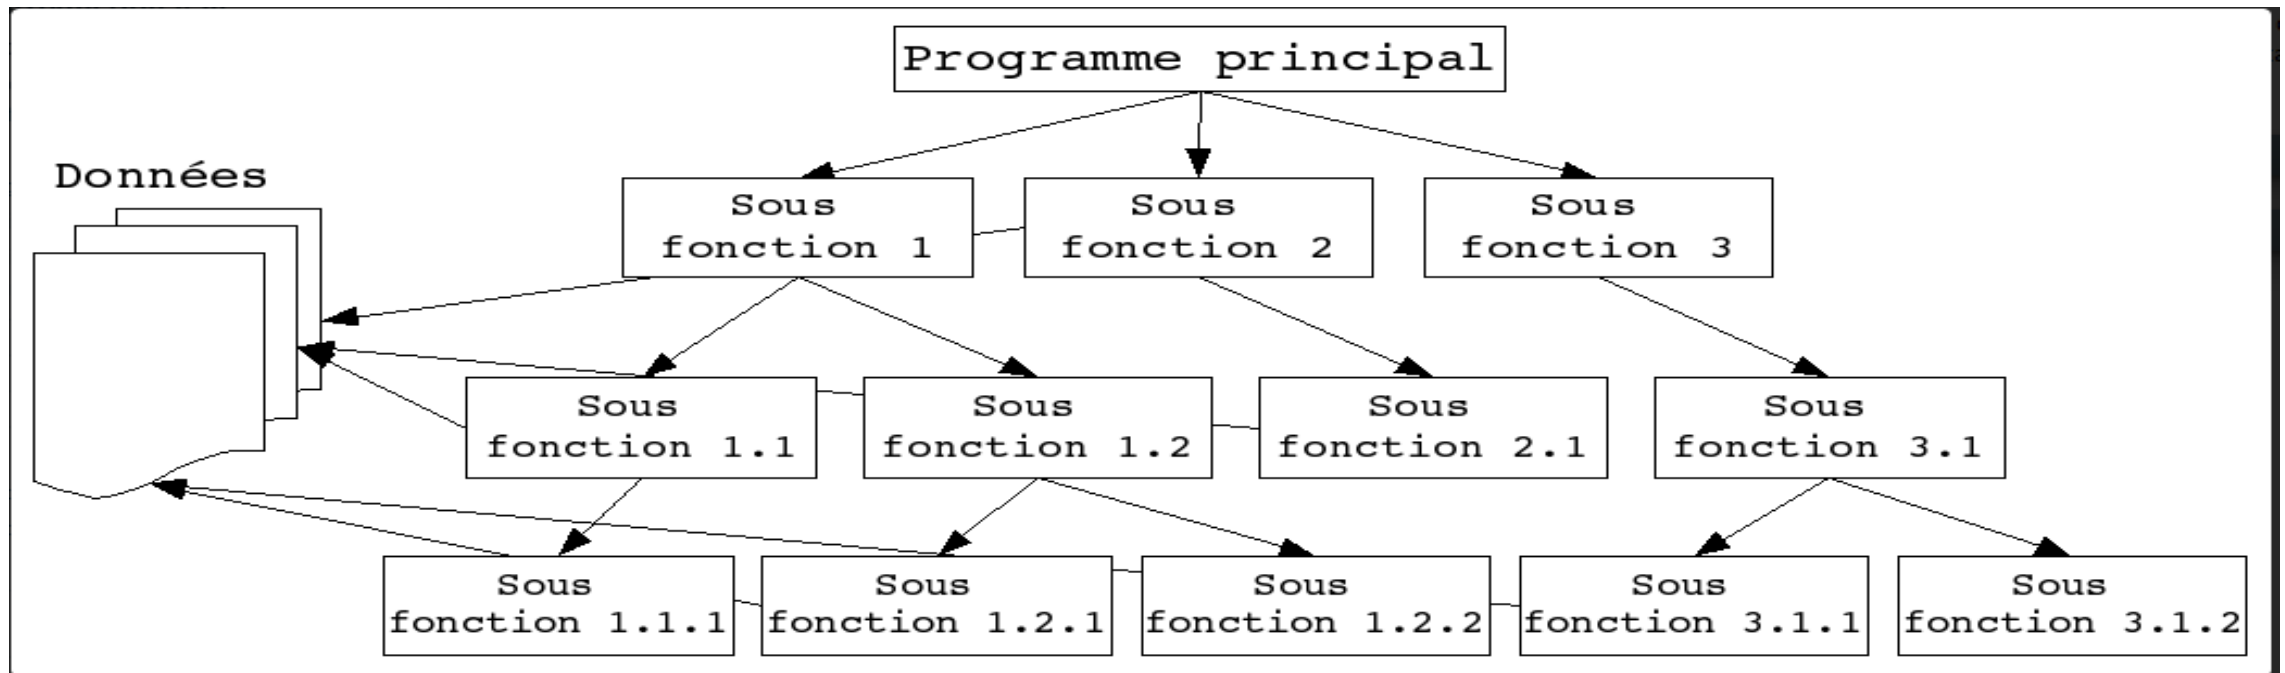 Programme principal
Données
Sous
fonction 1
Sous
fonction 2
Sous
fonction 3
Sous
fonction 1.1
Sous
fonction 1.2
Sous
fonction 2.1
Sous
fonction 3.1
Sous
fonction 1.1.1
Sous
fonction 1.2.1
Sous
fonction 1.2.2
Sous
fonction 3.1.1
Sous
fonction 3.1.2